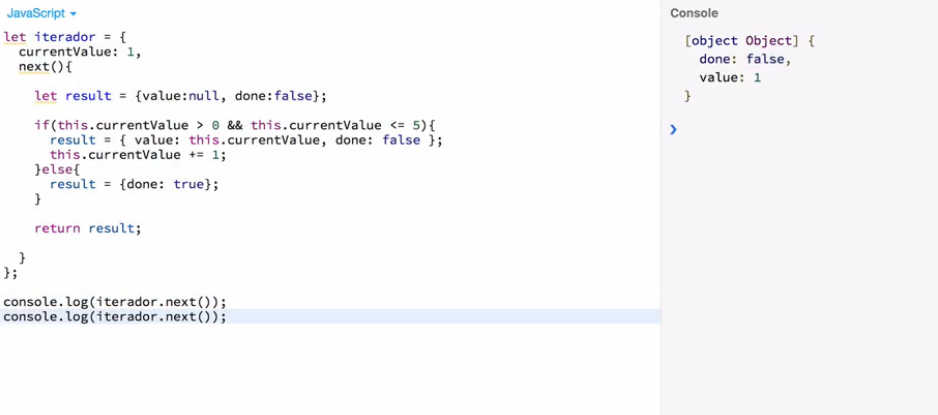 JavaScript
let iterador = {
  currentValue: 1,
  next(){
    let result = {value:null, done:false};
    if(this.currentValue > 0 && this.currentValue <= 5){
      result = { value: this.currentValue, done: false };
      this.currentValue += 1;
    }else{
      result = {done: true};
    }
    return result;
  }
};
console.log(iterador.next());
console.log(iterador.next());
Console
[object Object] {
  done: false,
  value: 1
}